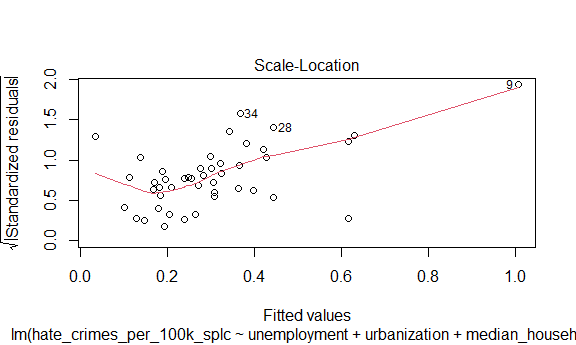 Scale-Location
√|Standardized residuals|
0.0 0.5 1.0 1.5 2.0
9
34
28
0.0 0.2 0.4 0.6 0.8 1.0
Fitted values
lm(hate_crimes_per_100k_splc ~ unemployment + urbanization + median_househ